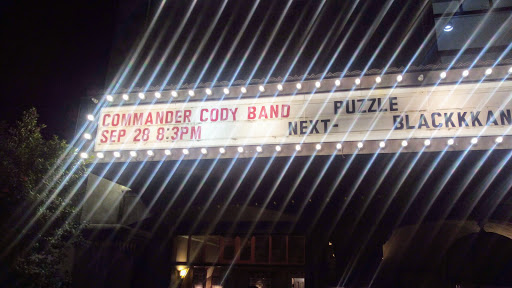 COMMANDER CODY BAND PUZZLE
SEP 28 8:3PM NEXT- BLACKKKAN